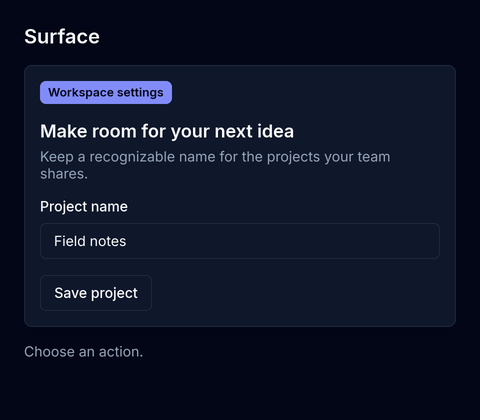 Surface
Workspace settings
Make room for your next idea
Keep a recognizable name for the projects your team
shares.
Project name
Field notes
Save project
Choose an action.